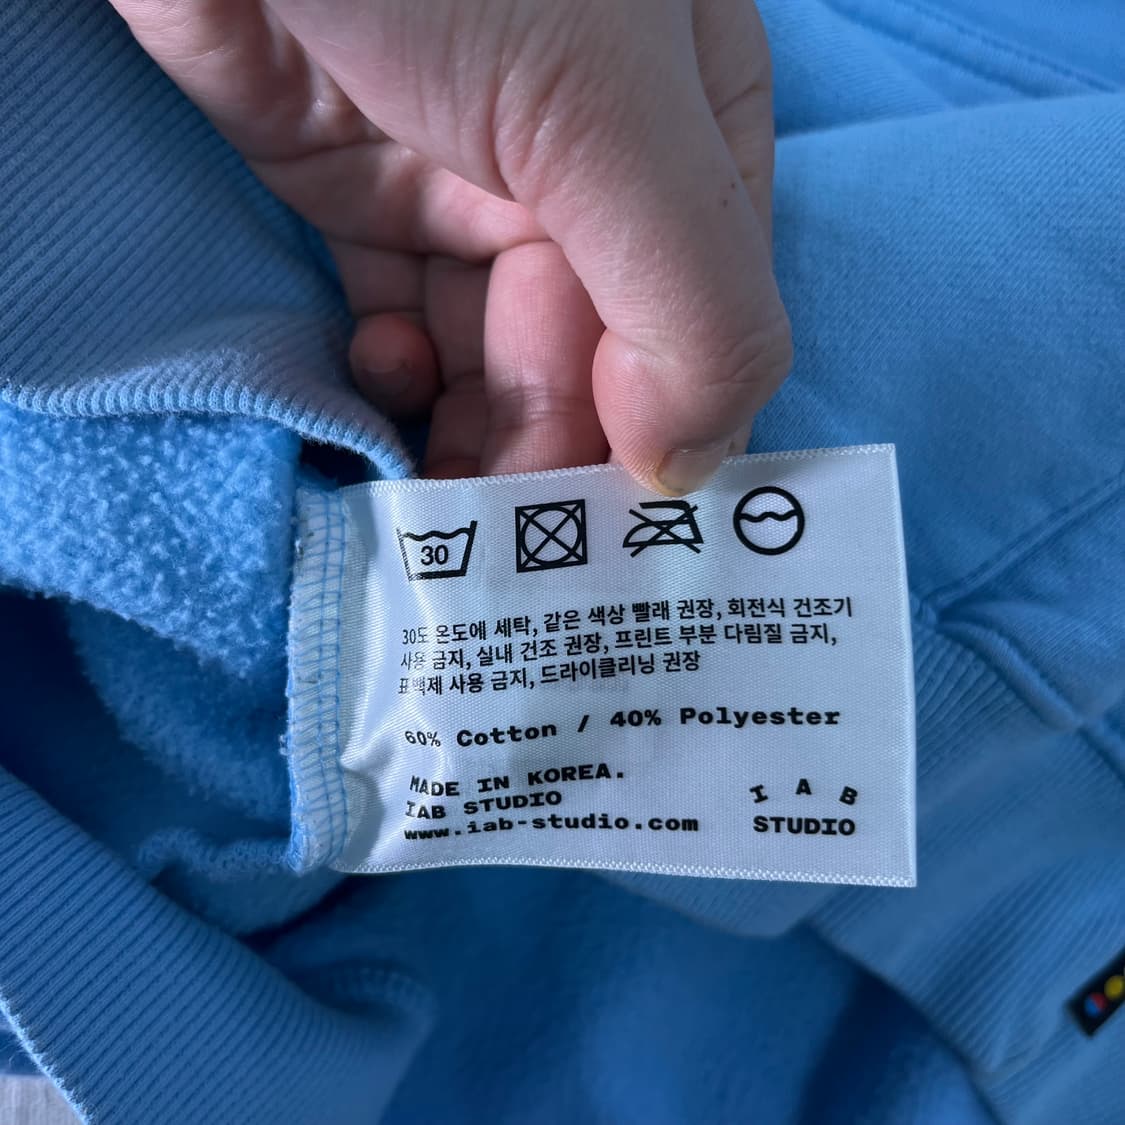 30
30도 온도에 세탁, 같은 색상 빨래 권장, 회전식 건조기
사용 금지, 실내 건조 권장, 프린트 부분 다림질 금지,
표백제 사용 금지, 드라이클리닝 권장
60% Cotton / 40% Polyester
MADE IN KOREA.
IAB STUDIO
www.iab-studio.com
I A B
STUDIO